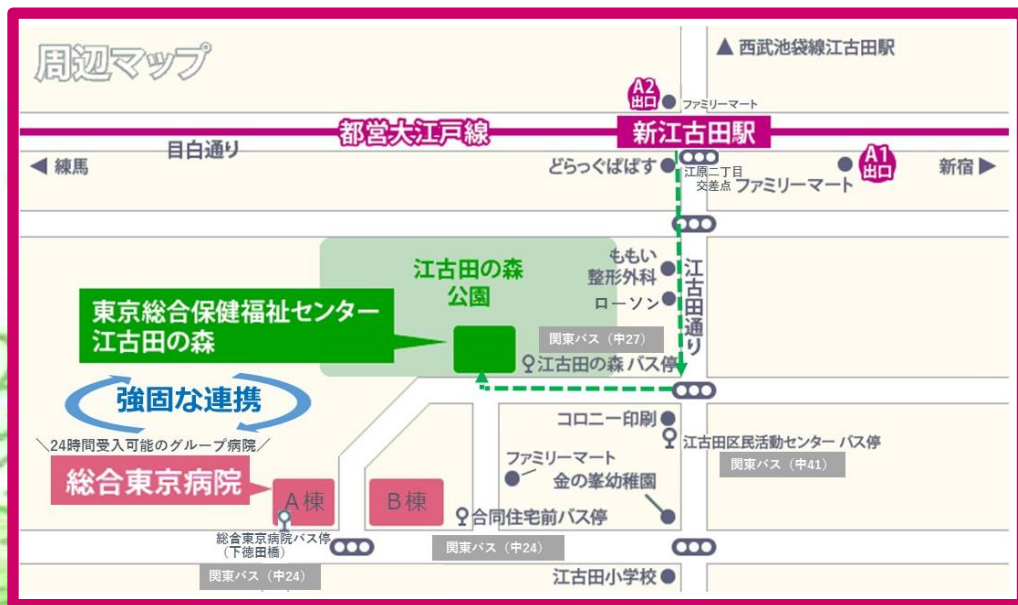 周辺マップ
▲ 西武池袋線江古田駅
A2
出口
ファミリーマート
都営大江戸線
新江古田駅
目白通り
◀ 練馬
どらっぐぱぱす
江原二丁目
交差点
ファミリーマート
A1
出口
新宿 ▶
江古田の森
公園
ももい
整形外科
ローソン
江古田通り
東京総合保健福祉センター
江古田の森
関東バス（中27）
江古田の森 バス停
強固な連携
＼24時間受入可能のグループ病院／
総合東京病院
A棟
B棟
コロニー印刷
江古田区民活動センター バス停
関東バス（中41）
ファミリーマート
金の峯幼稚園
合同住宅前バス停
関東バス（中24）
総合東京病院バス停
（下徳田橋）
関東バス（中24）
江古田小学校